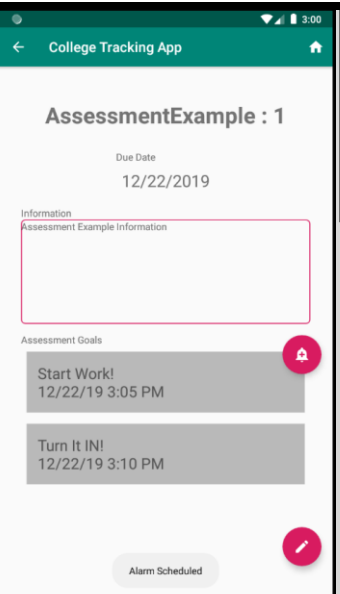 3:00
College Tracking App
AssessmentExample : 1
Due Date
12/22/2019
Information
Assessment Example Information
Assessment Goals
Start Work!
12/22/19 3:05 PM
Turn It IN!
12/22/19 3:10 PM
Alarm Scheduled